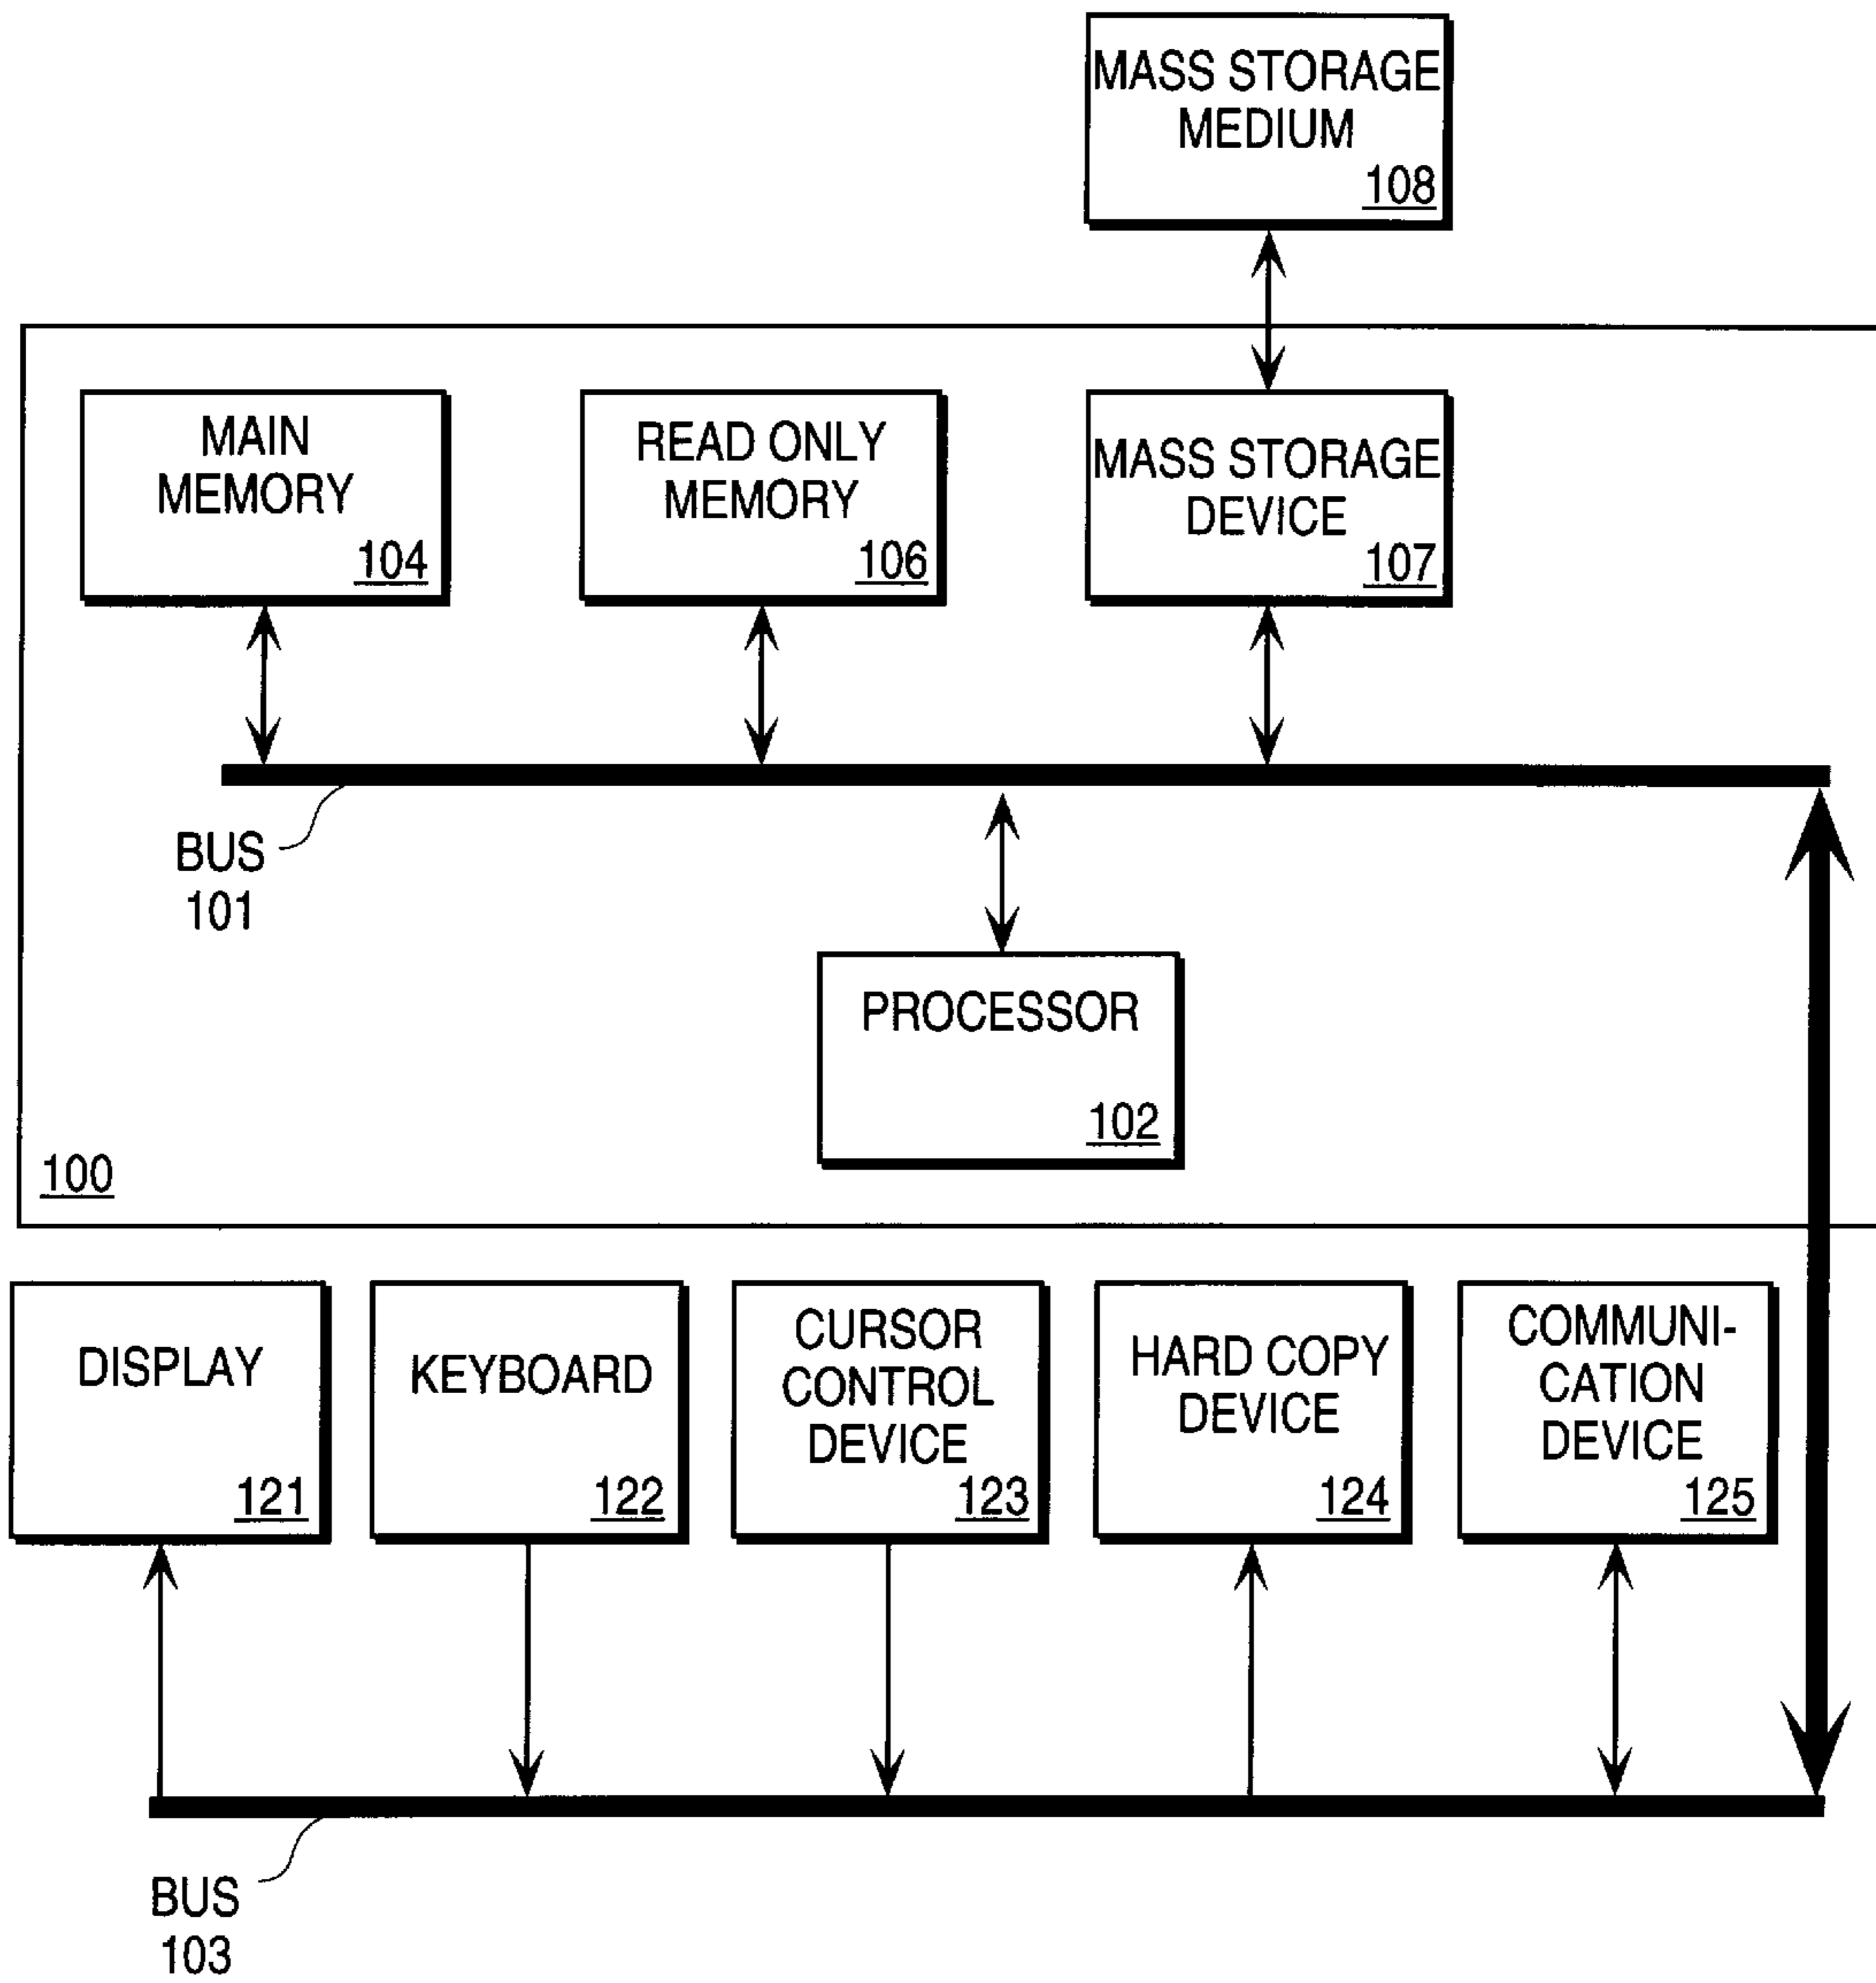 MASS STORAGE
MEDIUM
108
MAIN
MEMORY
104
READ ONLY
MEMORY
106
MASS STORAGE
DEVICE
107
BUS
101
PROCESSOR
102
100
DISPLAY
121
KEYBOARD
122
CURSOR
CONTROL
DEVICE
123
HARD COPY
DEVICE
124
COMMUNI-
CATION
DEVICE
125
BUS
103